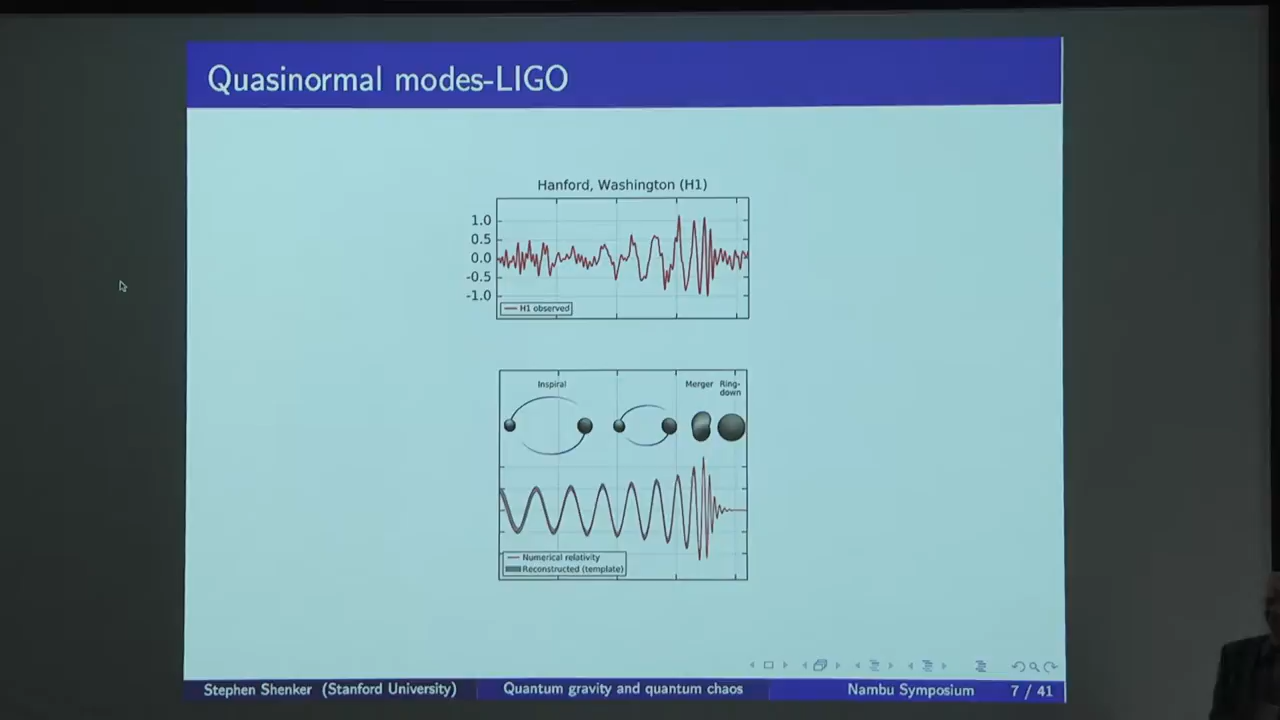 Quasinormal modes-LIGO
Hanford, Washington (H1)
1.0
0.5
0.0
-0.5
-1.0
H1 observed
Inspiral
Merger
Ring-
down
Numerical relativity
Reconstructed (template)
Stephen Shenker (Stanford University)
Quantum gravity and quantum chaos
Nambu Symposium
7 / 41